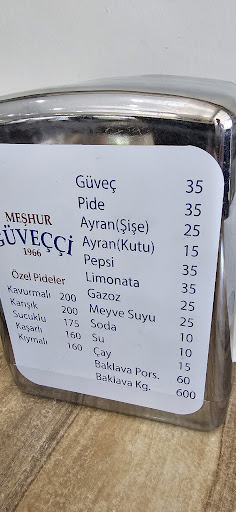 MEŞHUR
GÜVEÇÇİ
1966
Özel Pideler
Kavurmalı 200
Karışık 200
Sucuklu 175
Kaşarlı 160
Kıymalı 160
Güveç 35
Pide 35
Ayran(Şişe) 25
Ayran(Kutu) 15
Pepsi 35
Limonata 35
Gazoz 25
Meyve Suyu 25
Soda 10
Su 10
Çay 15
Baklava Pors. 60
Baklava Kg. 600